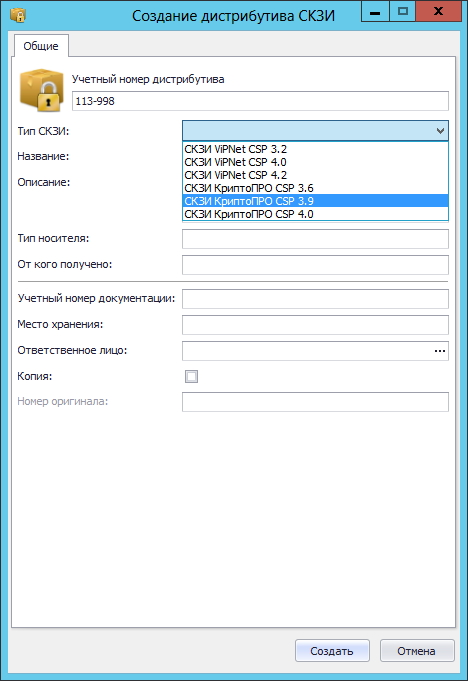 Создание дистрибутива СКЗИ
Общие
Учетный номер дистрибутива
113-998
Тип СКЗИ:
Название:
Описание:
СКЗИ ViPNet CSP 3.2
СКЗИ ViPNet CSP 4.0
СКЗИ ViPNet CSP 4.2
СКЗИ КриптоПРО CSP 3.6
СКЗИ КриптоПРО CSP 3.9
СКЗИ КриптоПРО CSP 4.0
Тип носителя:
От кого получено:
Учетный номер документации:
Место хранения:
Ответственное лицо:
Копия:
Номер оригинала:
Создать
Отмена